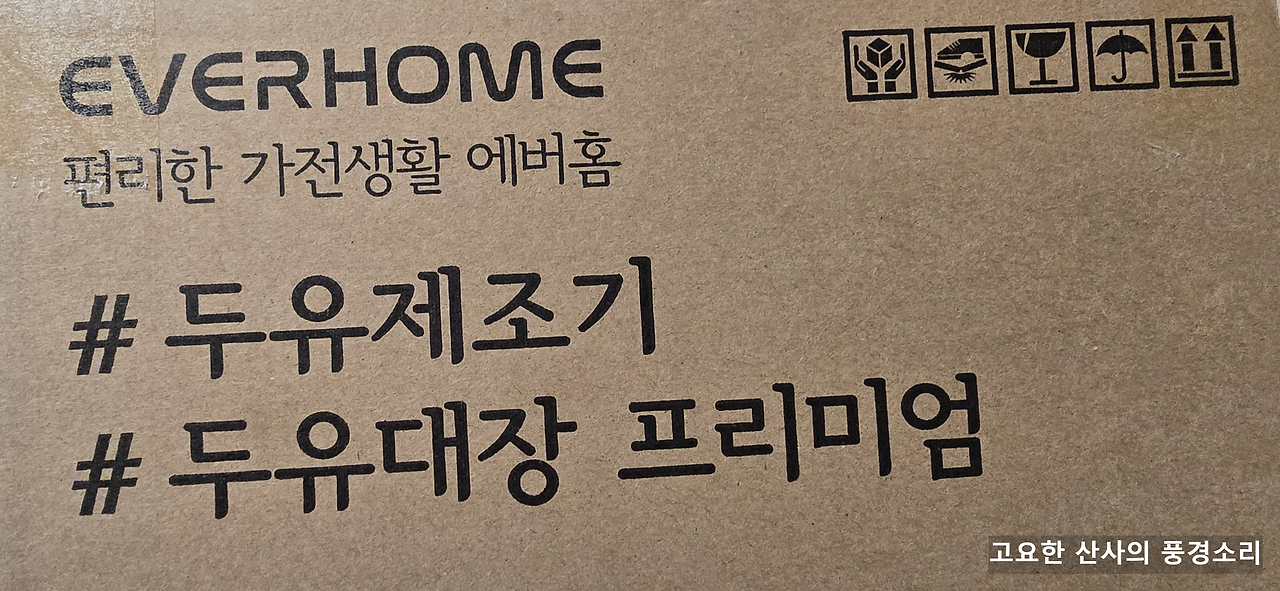 EVERHOME
편리한 가전생활 에버홈
# 두유제조기
# 두유대장 프리미엄
고요한 산사의 풍경소리